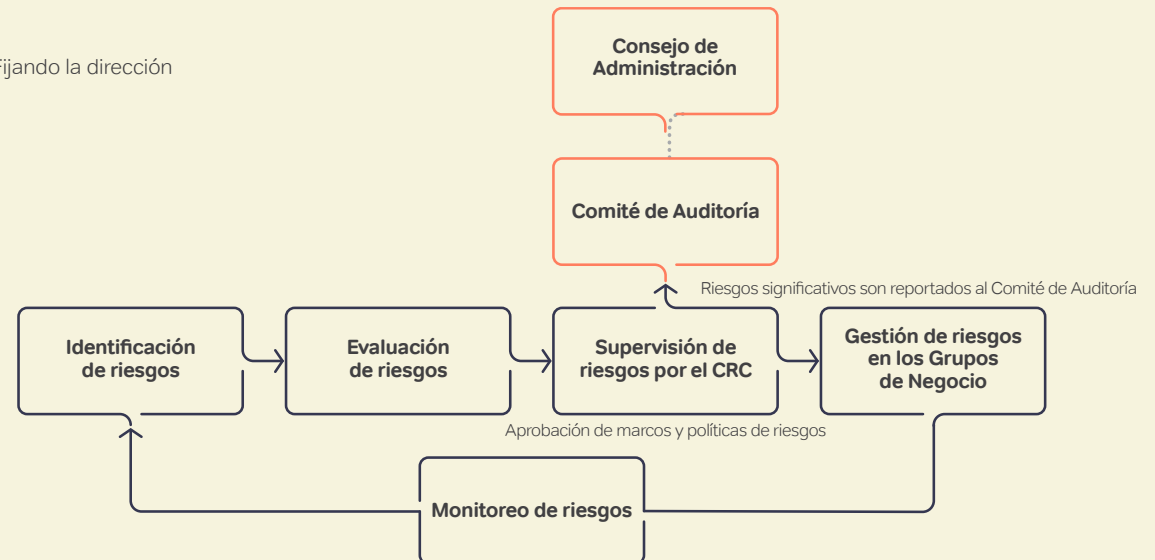 Fijando la dirección
Consejo de
Administración
Comité de Auditoría
Riesgos significativos son reportados al Comité de Auditoría
Identificación
de riesgos
Evaluación
de riesgos
Supervisión de
riesgos por el CRC
Gestión de riesgos
en los Grupos
de Negocio
Aprobación de marcos y políticas de riesgos
Monitoreo de riesgos